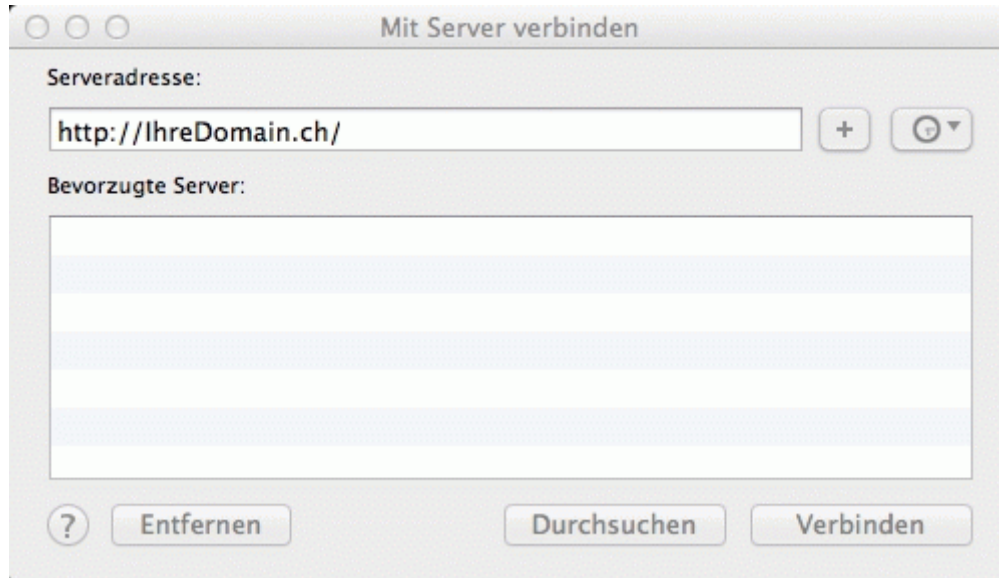 Mit Server verbinden
Serveradresse:
http://IhreDomain.ch/
+
Bevorzugte Server:
? Entfernen Durchsuchen Verbinden